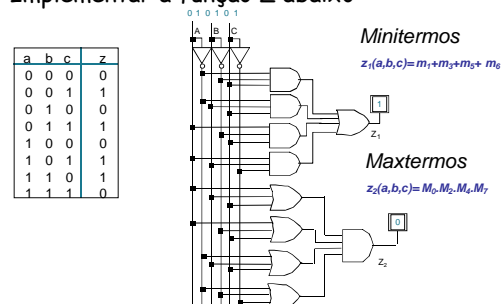 Implementar a função Z abaixo
0 1 0 1 0 1
A B C
a b c z
0 0 0 0
0 0 1 1
0 1 0 0
0 1 1 1
1 0 0 0
1 0 1 1
1 1 0 1
1 1 1 0
Minitermos
z₁(a,b,c)= m₁+m₃+m₅+ m₆
1
Z₁
Maxtermos
z₂(a,b,c)= M₀.M₂.M₄.M₇
0
Z₂